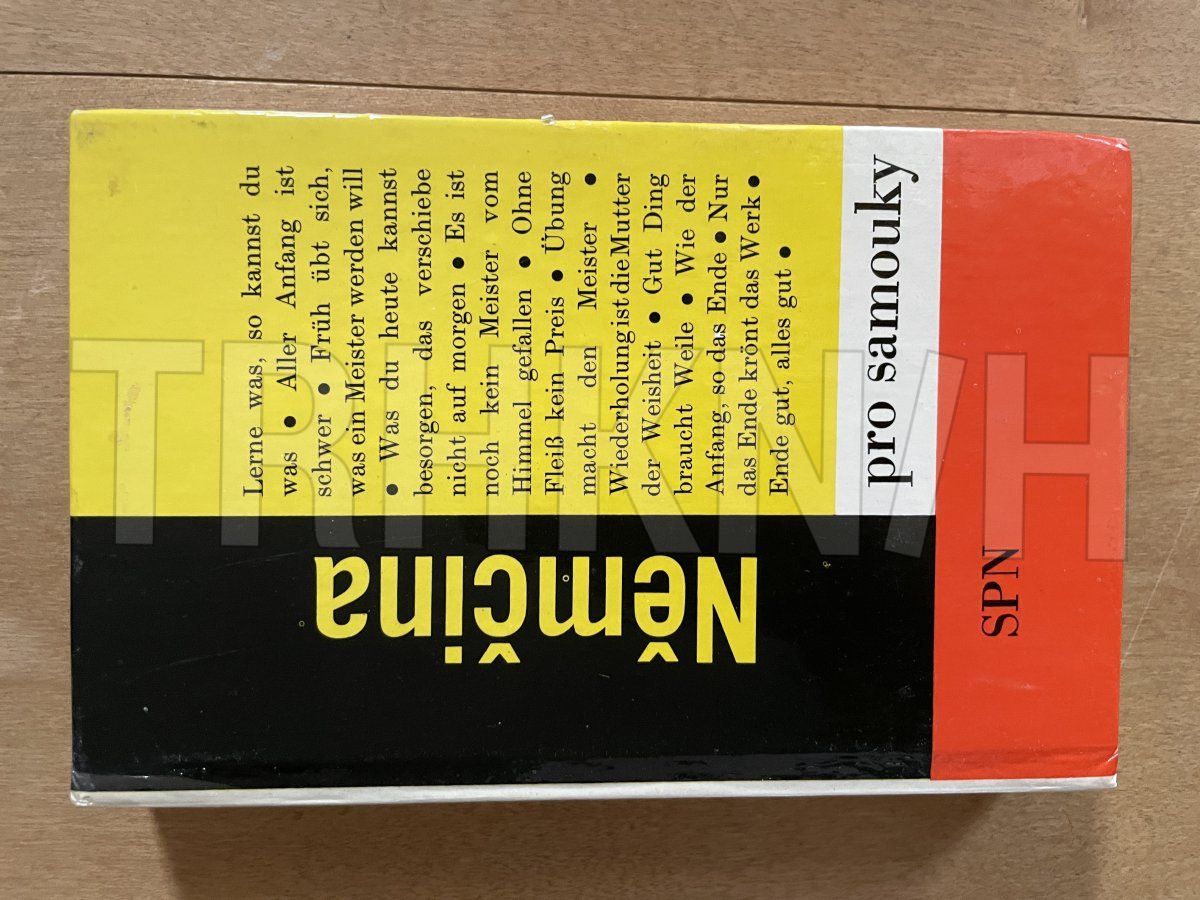 Němčina
Lerne was, so kannst du
was ● Aller Anfang ist
schwer ● Früh übt sich,
was ein Meister werden will
● Was du heute kannst
besorgen, das verschiebe
nicht auf morgen ● Es ist
noch kein Meister vom
Himmel gefallen ● Ohne
Fleiß kein Preis ● Übung
macht den Meister ●
Wiederholung ist die Mutter
der Weisheit ● Gut Ding
braucht Weile ● Wie der
Anfang, so das Ende ● Nur
das Ende krönt das Werk ●
Ende gut, alles gut ●
pro samouky
SPN
TRHKNIH